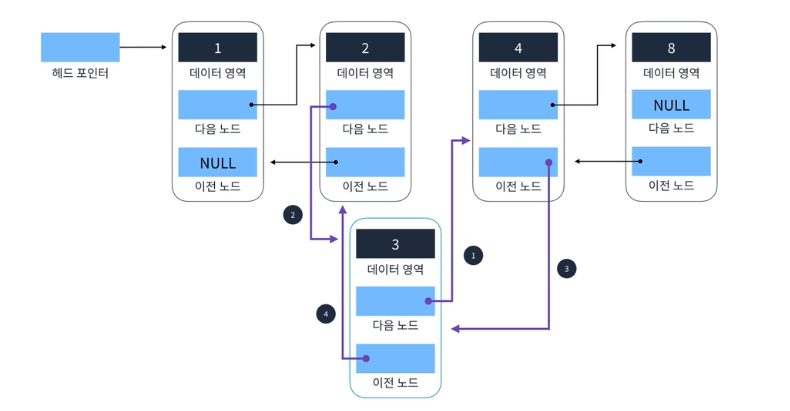 헤드 포인터
1
데이터 영역
다음 노드
NULL
이전 노드
2
데이터 영역
다음 노드
이전 노드
4
데이터 영역
다음 노드
이전 노드
8
데이터 영역
NULL
다음 노드
이전 노드
2
1
3
4
3
데이터 영역
다음 노드
이전 노드